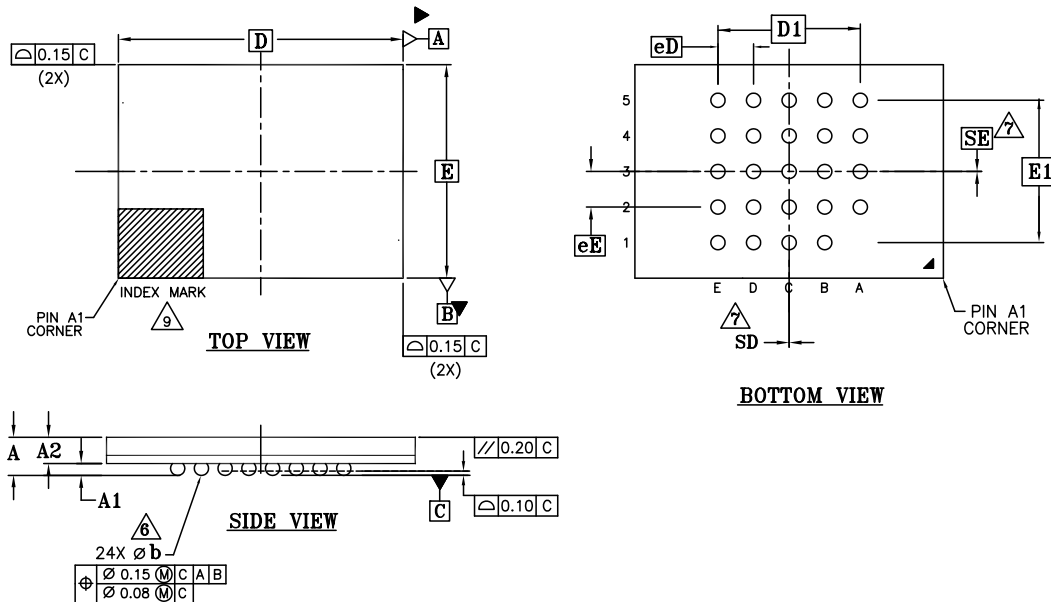 D
A
⌓ 0.15 C
(2X)
E
INDEX MARK
PIN A1
CORNER
9
B
TOP VIEW
⌓ 0.15 C
(2X)
eD
D1
5
4
3
2
1
SE
7
E1
eE
E D C B A
7
SD
PIN A1
CORNER
BOTTOM VIEW
A
A2
A1
// 0.20 C
⌓ 0.10 C
C
SIDE VIEW
6
24X Ø b
⌖ Ø 0.15 Ⓜ C A B
Ø 0.08 Ⓜ C